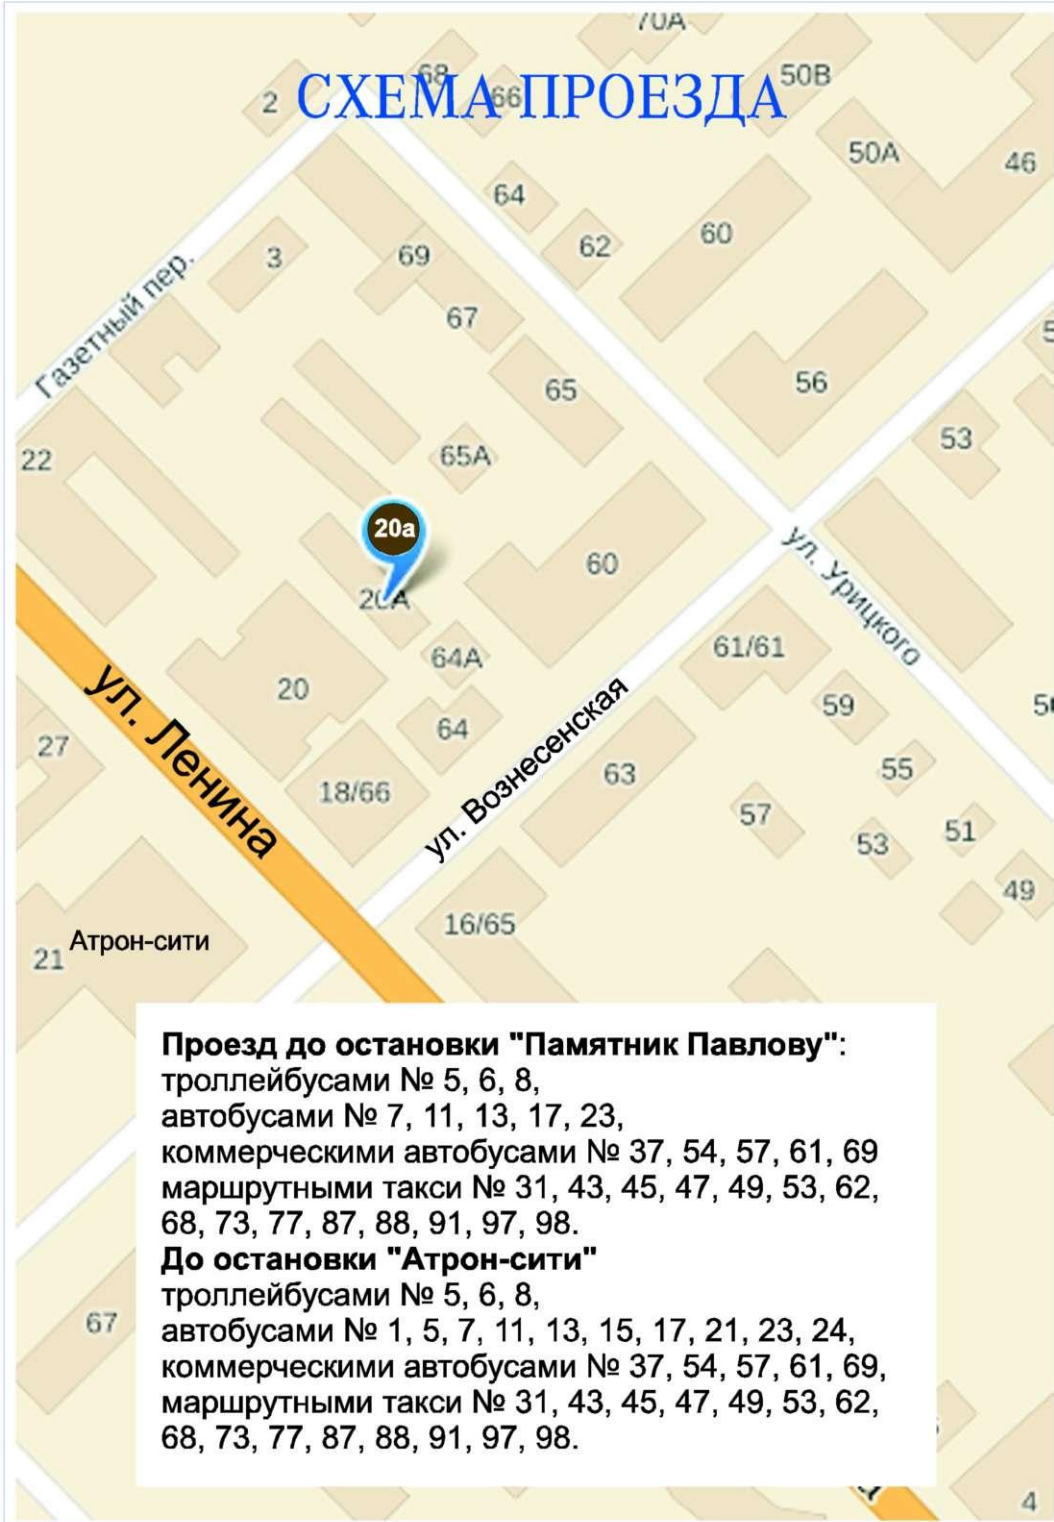 70А
68
СХЕМА ПРОЕЗДА
2
66
50В
50А
46
64
62
60
3
69
67
Газетный пер.
65
56
53
22
65А
20а
60
20А
ул. Урицкого
64А
61/61
20
59
ул. Ленина
64
27
18/66
ул. Вознесенская
63
55
57
51
53
49
16/65
Атрон-сити
21
Проезд до остановки "Памятник Павлову":
троллейбусами № 5, 6, 8,
автобусами № 7, 11, 13, 17, 23,
коммерческими автобусами № 37, 54, 57, 61, 69
маршрутными такси № 31, 43, 45, 47, 49, 53, 62,
68, 73, 77, 87, 88, 91, 97, 98.
До остановки "Атрон-сити"
троллейбусами № 5, 6, 8,
автобусами № 1, 5, 7, 11, 13, 15, 17, 21, 23, 24,
коммерческими автобусами № 37, 54, 57, 61, 69,
маршрутными такси № 31, 43, 45, 47, 49, 53, 62,
68, 73, 77, 87, 88, 91, 97, 98.
67
4